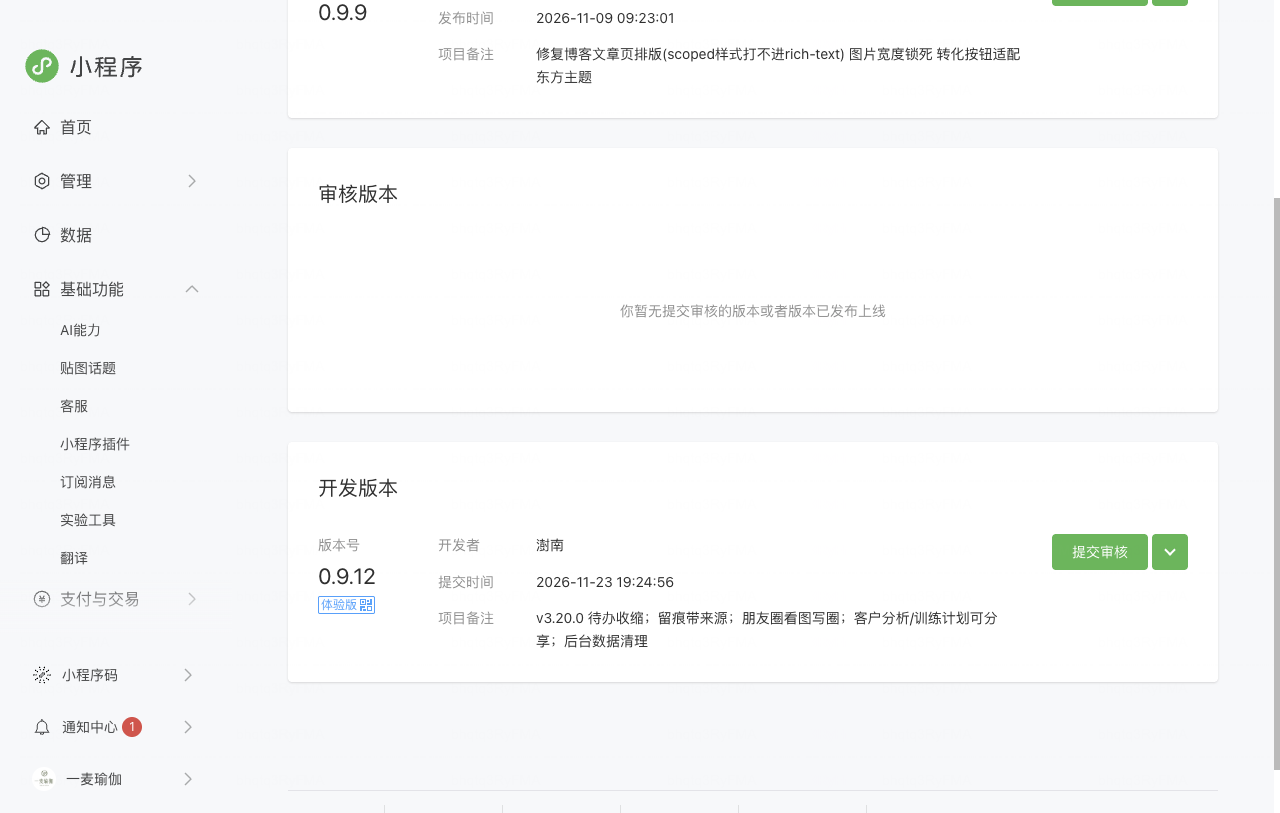 小程序
首页
管理
数据
基础功能
AI能力
贴图话题
客服
小程序插件
订阅消息
实验工具
翻译
支付与交易
小程序码
通知中心 1
一麦瑜伽
0.9.9
发布时间 2026-11-09 09:23:01
项目备注 修复博客文章页排版(scoped样式打不进rich-text) 图片宽度锁死 转化按钮适配
东方主题
审核版本
你暂无提交审核的版本或者版本已发布上线
开发版本
版本号 开发者 澍南
提交审核
0.9.12 提交时间 2026-11-23 19:24:56
体验版
项目备注 v3.20.0 待办收缩；留痕带来源；朋友圈看图写圈；客户分析/训练计划可分
享；后台数据清理